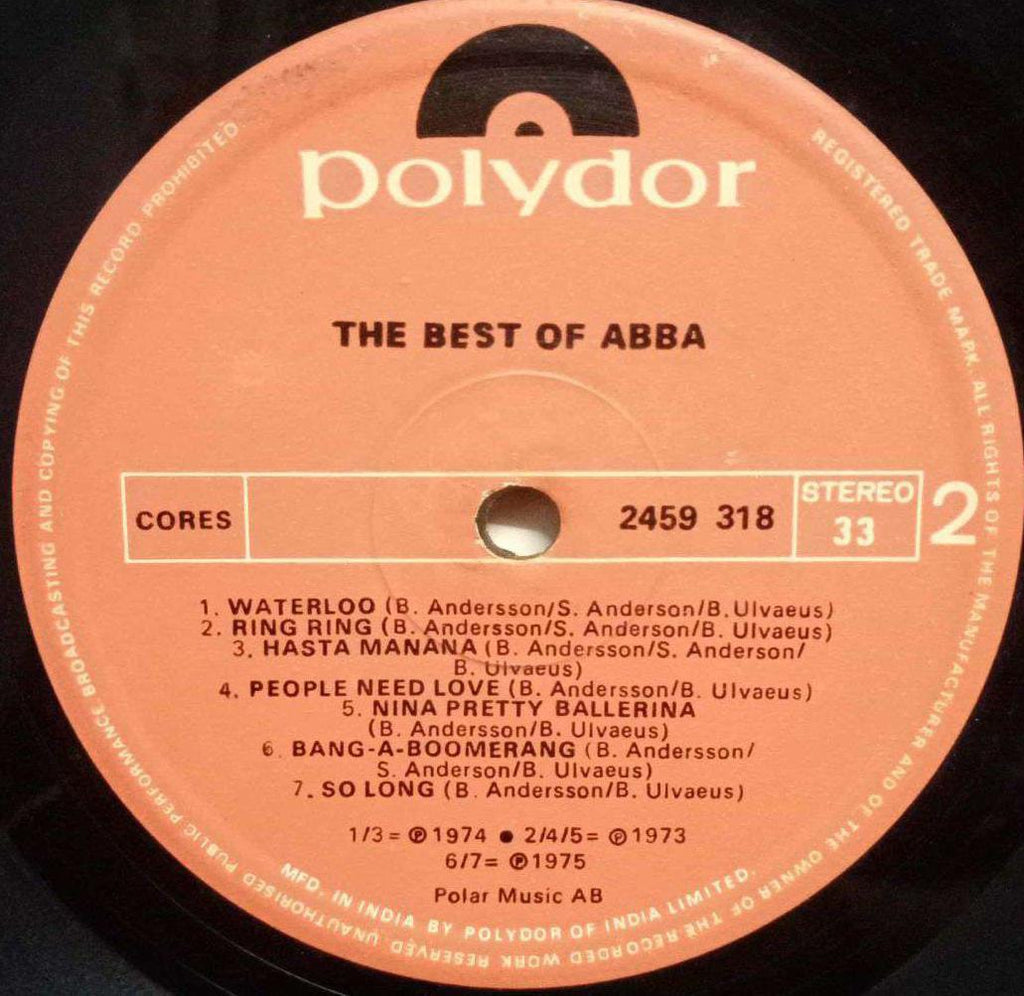 polydor
THE BEST OF ABBA
CORES
2459 318
STEREO
33
2
1. WATERLOO (B. Andersson/S. Anderson/B. Ulvaeus)
2. RING RING (B. Andersson/S. Anderson/B. Ulvaeus)
3. HASTA MANANA (B. Andersson/S. Anderson/
B. Ulvaeus)
4. PEOPLE NEED LOVE (B. Andersson/B. Ulvaeus)
5. NINA PRETTY BALLERINA
(B. Andersson/B. Ulvaeus)
6. BANG-A-BOOMERANG (B. Andersson/
S. Anderson/B. Ulvaeus)
7. SO LONG (B. Andersson/B. Ulvaeus)
1/3= ℗1974 ● 2/4/5= ℗1973
6/7= ℗1975
Polar Music AB
MFD. IN INDIA BY POLYDOR OF INDIA LIMITED.
REGISTERED TRADE MARK. ALL RIGHTS OF THE MANUFACTURER AND OF THE OWNER OF THE RECORDED WORK RESERVED UNAUTHORISED PUBLIC PERFORMANCE BROADCASTING AND COPYING OF THIS RECORD PROHIBITED.